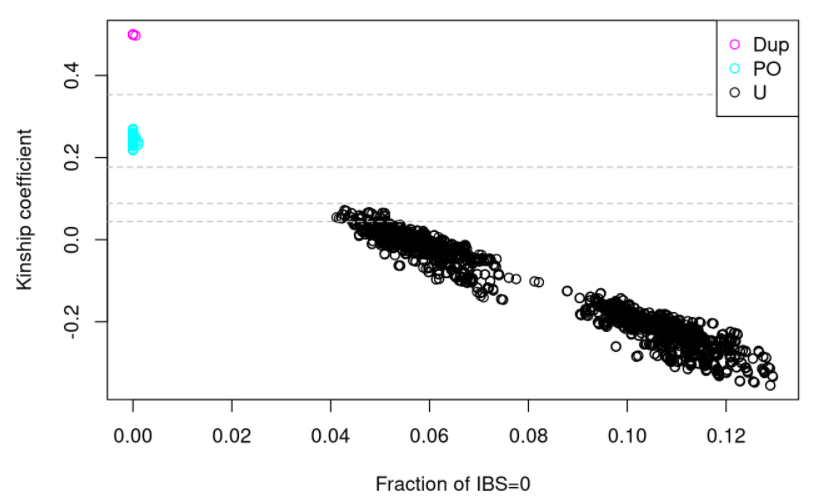 Dup
PO
U
Kinship coefficient
0.4
0.2
0.0
-0.2
0.00 0.02 0.04 0.06 0.08 0.10 0.12
Fraction of IBS=0